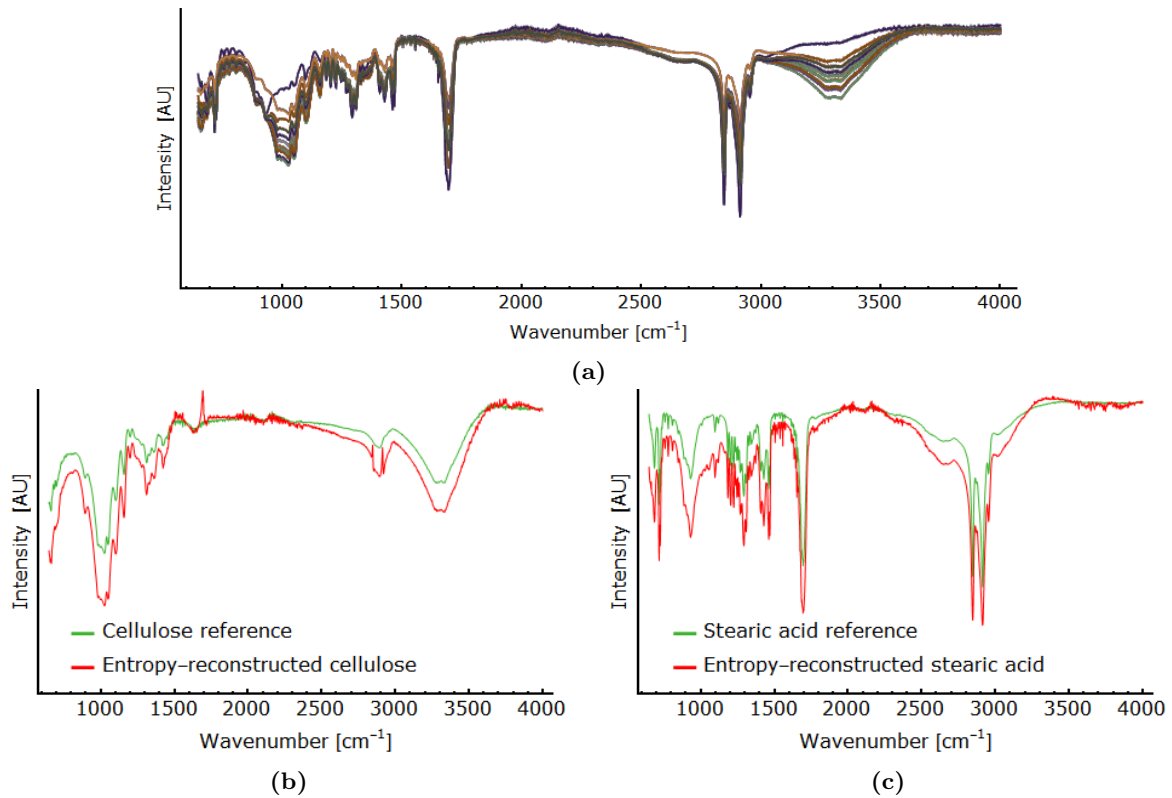 Intensity [AU]
1000 1500 2000 2500 3000 3500 4000
Wavenumber [cm⁻¹]
(a)
Intensity [AU]
Cellulose reference
Entropy−reconstructed cellulose
1000 1500 2000 2500 3000 3500 4000
Wavenumber [cm⁻¹]
(b)
Intensity [AU]
Stearic acid reference
Entropy−reconstructed stearic acid
1000 1500 2000 2500 3000 3500 4000
Wavenumber [cm⁻¹]
(c)